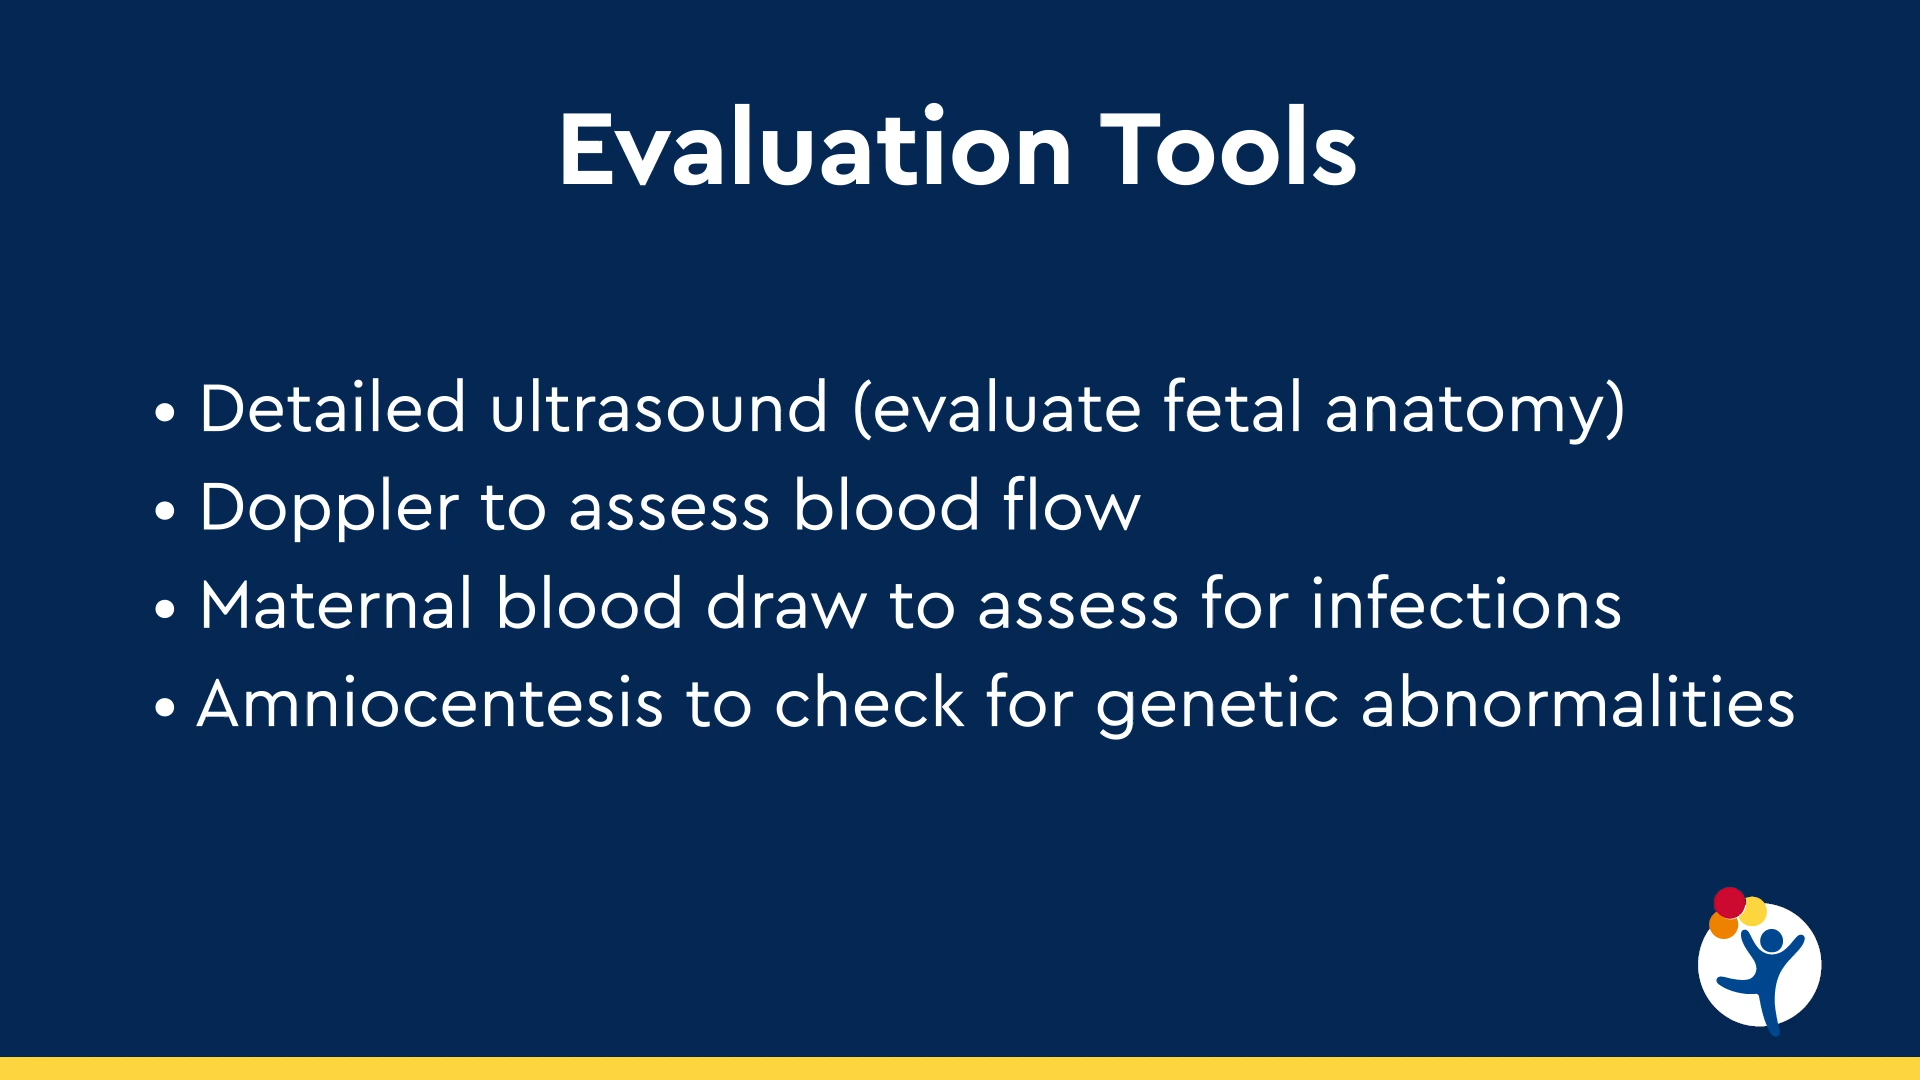 Evaluation Tools
• Detailed ultrasound (evaluate fetal anatomy)
• Doppler to assess blood flow
• Maternal blood draw to assess for infections
• Amniocentesis to check for genetic abnormalities